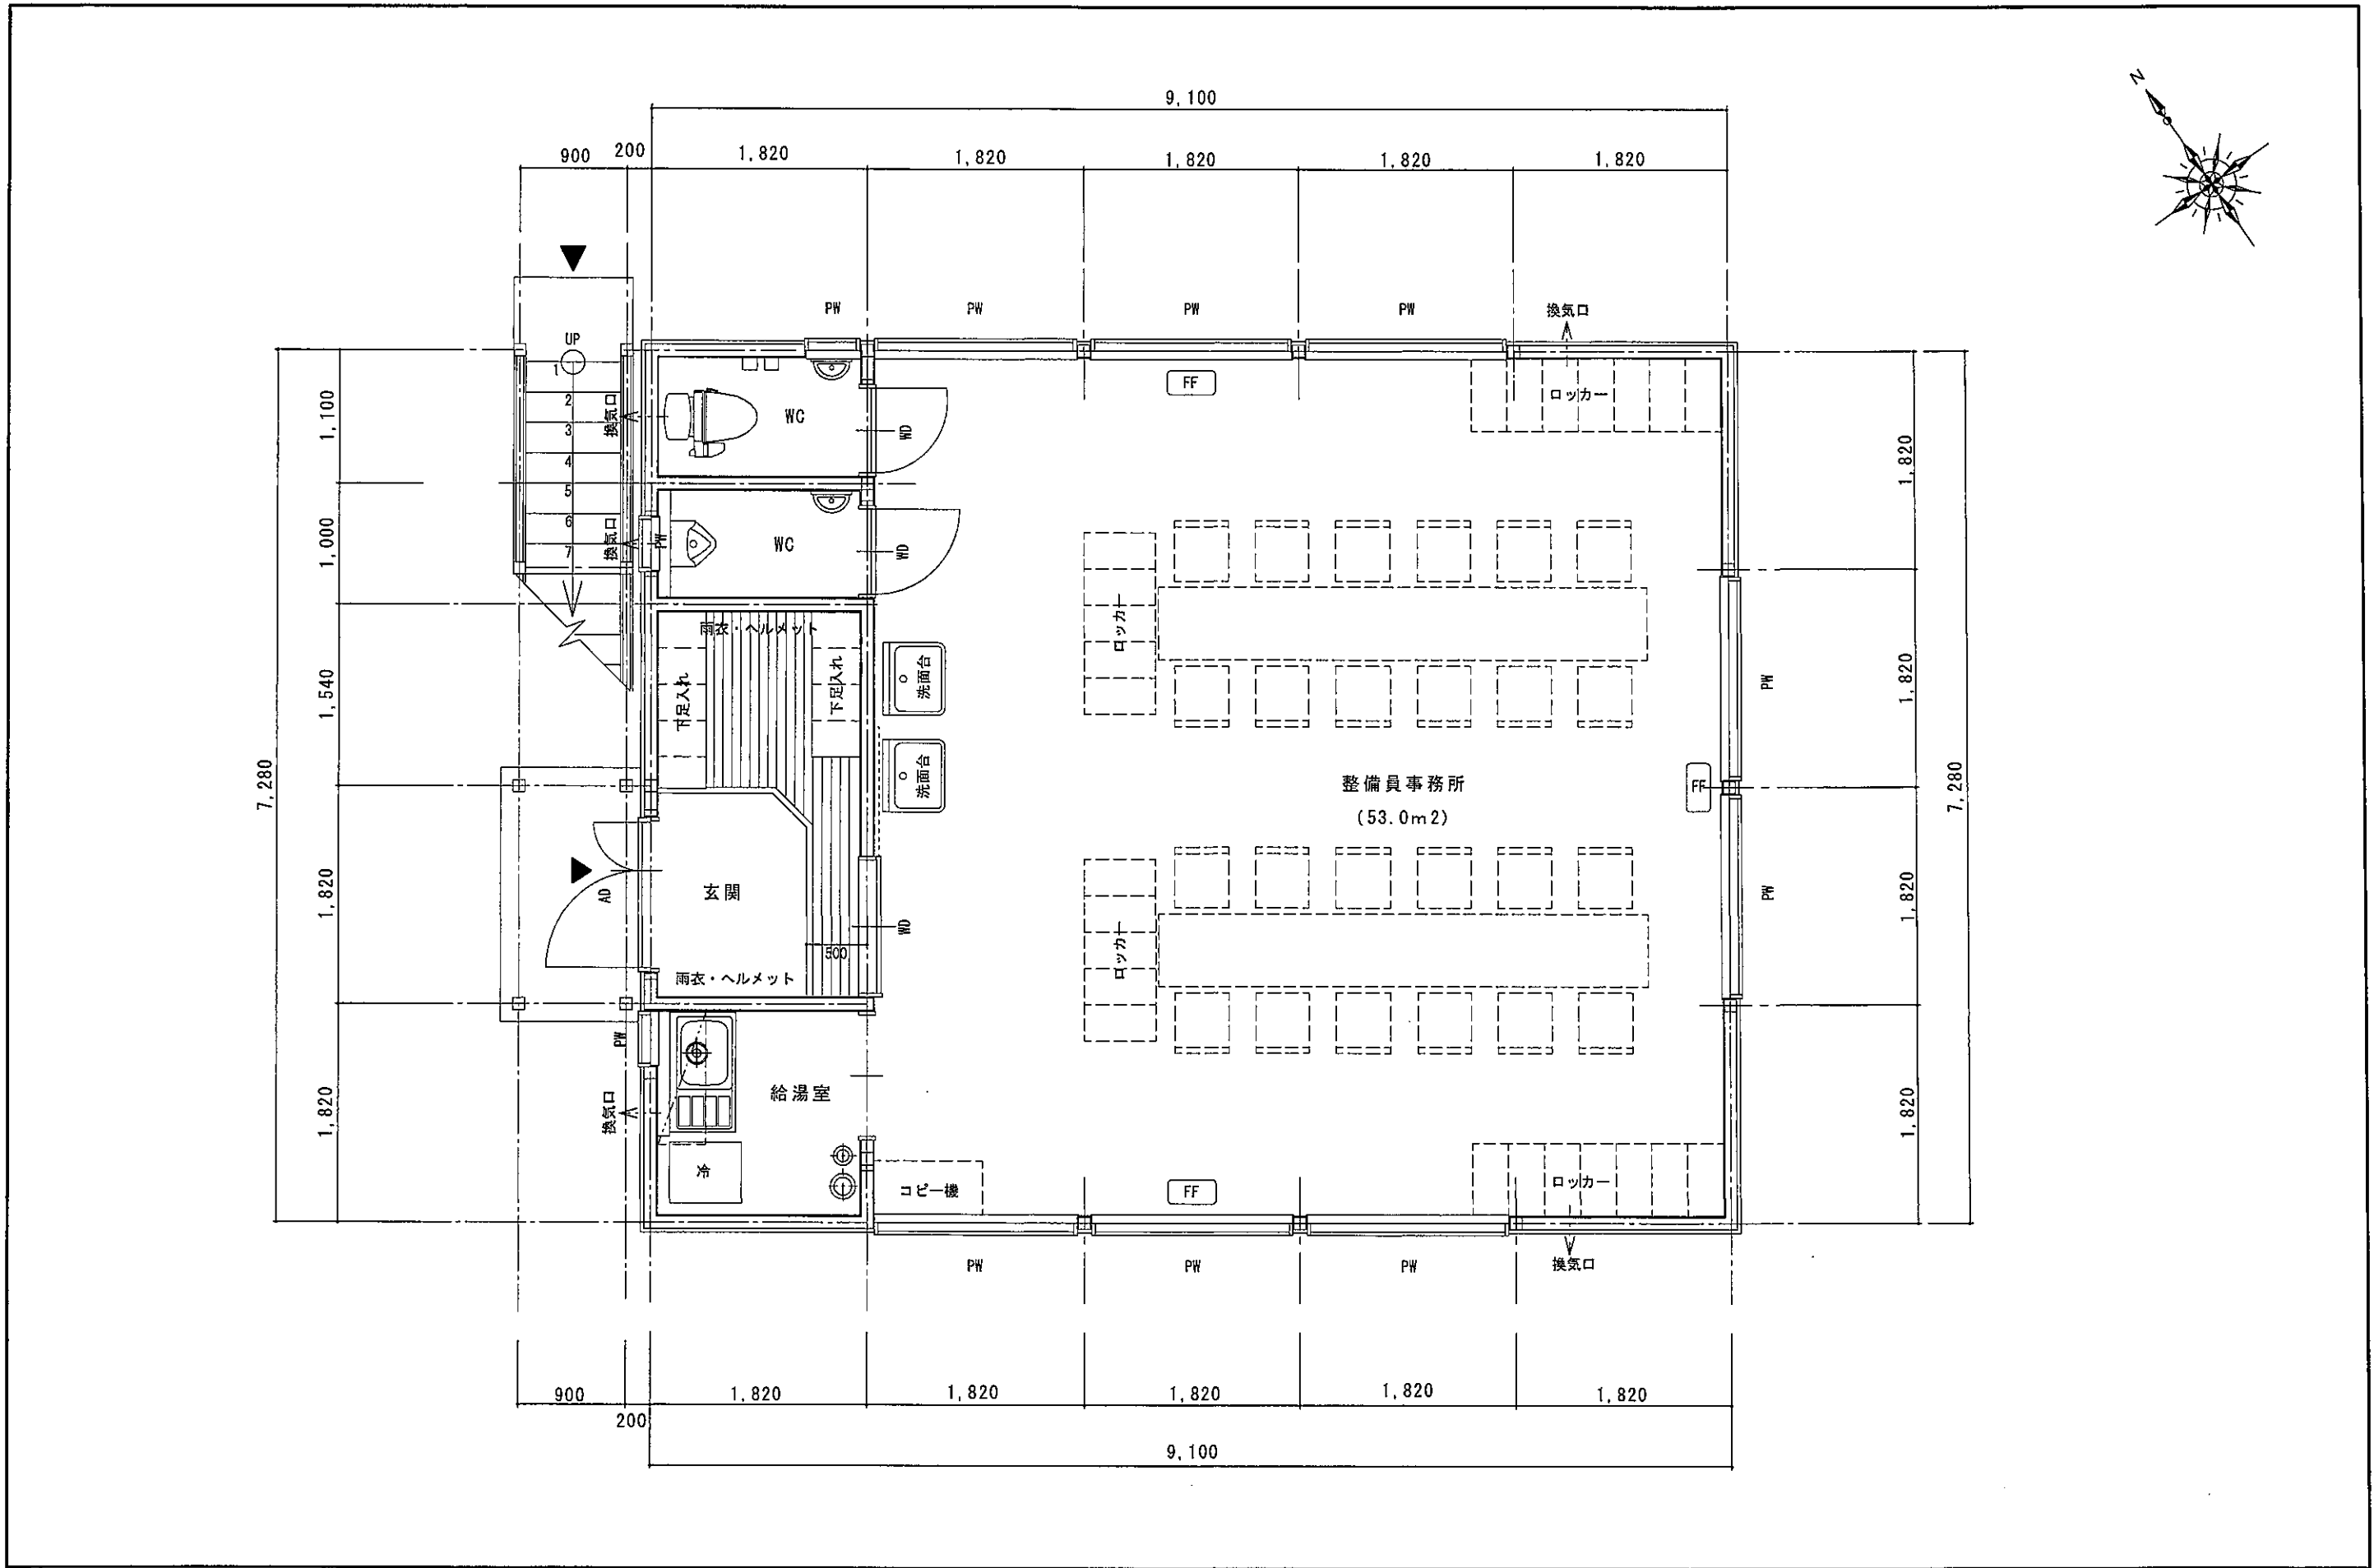 N
9,100
900
200
1,820
1,820
1,820
1,820
1,820
PW
PW
PW
PW
換気口
UP
1
2
3
4
5
6
7
換気口
換気口
PW
WC
WD
WC
WD
FF
ロッカー
1,100
1,000
1,540
1,820
1,820
7,280
1,820
1,820
1,820
1,820
7,280
雨衣・ヘルメット
下足入れ
下足入れ
洗面台
洗面台
ロッカー
整備員事務所
(53.0m2)
FF
PW
PW
AD
玄関
WD
500
雨衣・ヘルメット
ロッカー
PW
換気口
給湯室
冷
コピー機
FF
ロッカー
PW
PW
PW
換気口
900
200
1,820
1,820
1,820
1,820
1,820
9,100